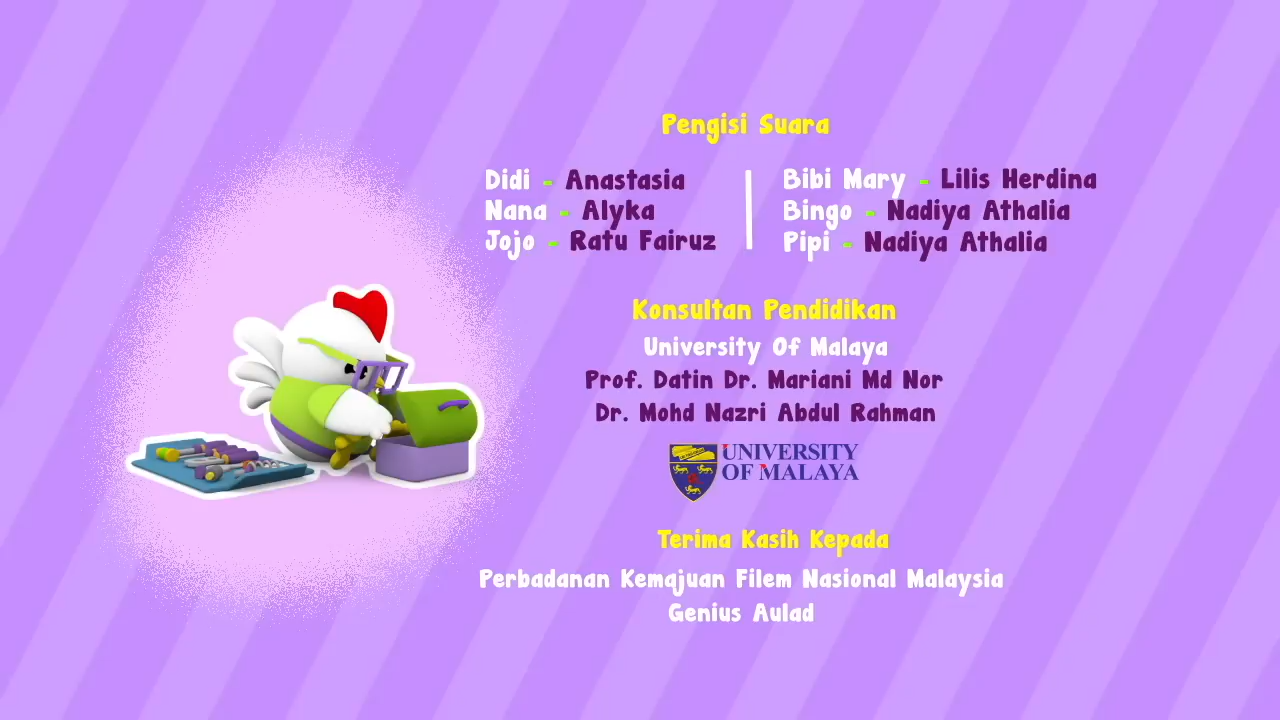 Pengisi Suara
Didi - Anastasia
Nana - Alyka
Jojo - Ratu Fairuz
Bibi Mary - Lilis Herdina
Bingo - Nadiya Athalia
Pipi - Nadiya Athalia
Konsultan Pendidikan
University Of Malaya
Prof. Datin Dr. Mariani Md Nor
Dr. Mohd Nazri Abdul Rahman
UNIVERSITY
OF MALAYA
Terima Kasih Kepada
Perbadanan Kemajuan Filem Nasional Malaysia
Genius Aulad